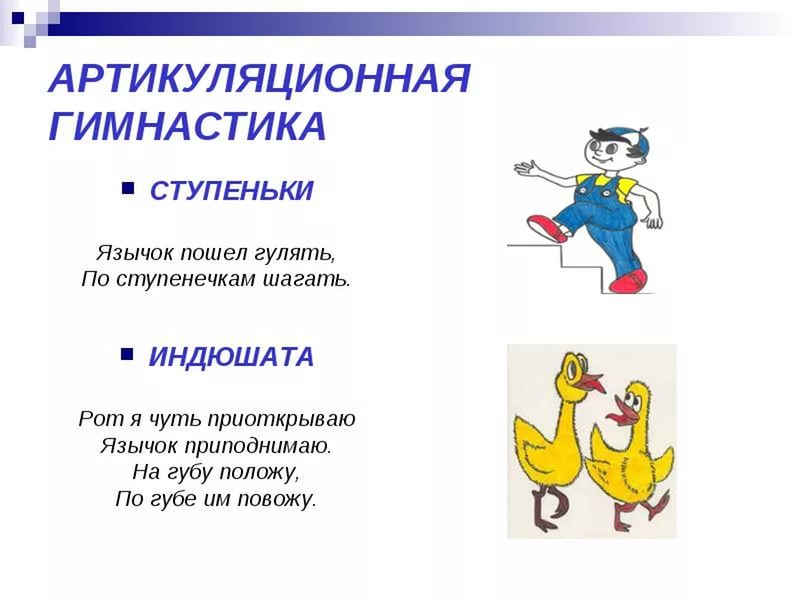 АРТИКУЛЯЦИОННАЯ
ГИМНАСТИКА
СТУПЕНЬКИ
Язычок пошел гулять,
По ступенечкам шагать.
ИНДЮШАТА
Рот я чуть приоткрываю
Язычок приподнимаю.
На губу положу,
По губе им повожу.